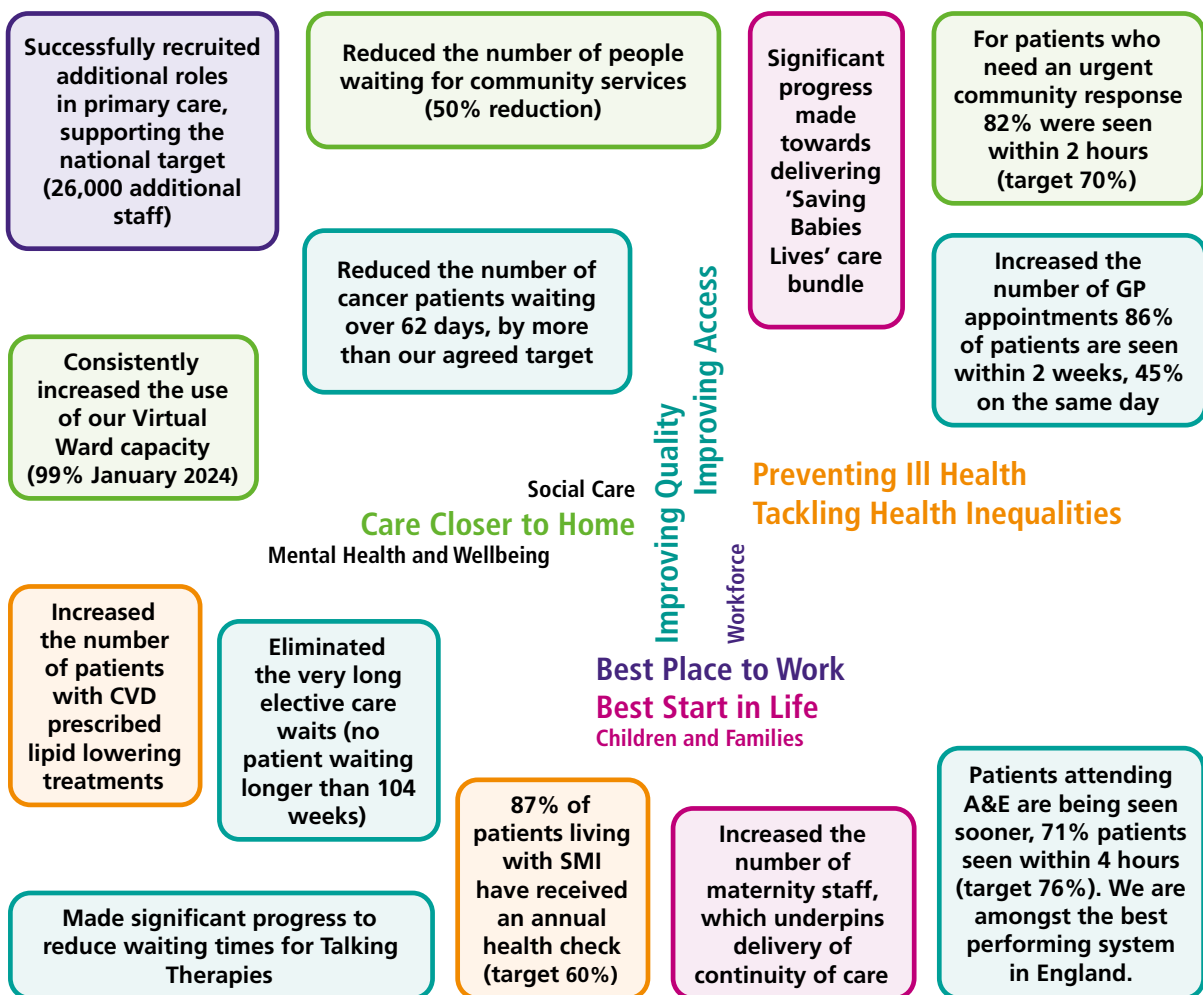 Successfully recruited
additional roles
in primary care,
supporting the
national target
(26,000 additional
staff)
Reduced the number of people
waiting for community services
(50% reduction)
Significant
progress
made
towards
delivering
'Saving
Babies
Lives' care
bundle
For patients who
need an urgent
community response
82% were seen
within 2 hours
(target 70%)
Reduced the number of
cancer patients waiting
over 62 days, by more
than our agreed target
Increased the
number of GP
appointments 86%
of patients are seen
within 2 weeks, 45%
on the same day
Consistently
increased the use
of our Virtual
Ward capacity
(99% January 2024)
Improving Access
Improving Quality
Social Care
Care Closer to Home
Mental Health and Wellbeing
Preventing Ill Health
Tackling Health Inequalities
Workforce
Best Place to Work
Best Start in Life
Children and Families
Increased
the number
of patients
with CVD
prescribed
lipid lowering
treatments
Eliminated
the very long
elective care
waits (no
patient waiting
longer than 104
weeks)
87% of
patients living
with SMI
have received
an annual
health check
(target 60%)
Increased the
number of
maternity staff,
which underpins
delivery of
continuity of care
Patients attending
A&E are being seen
sooner, 71% patients
seen within 4 hours
(target 76%). We are
amongst the best
performing system
in England.
Made significant progress to
reduce waiting times for Talking
Therapies